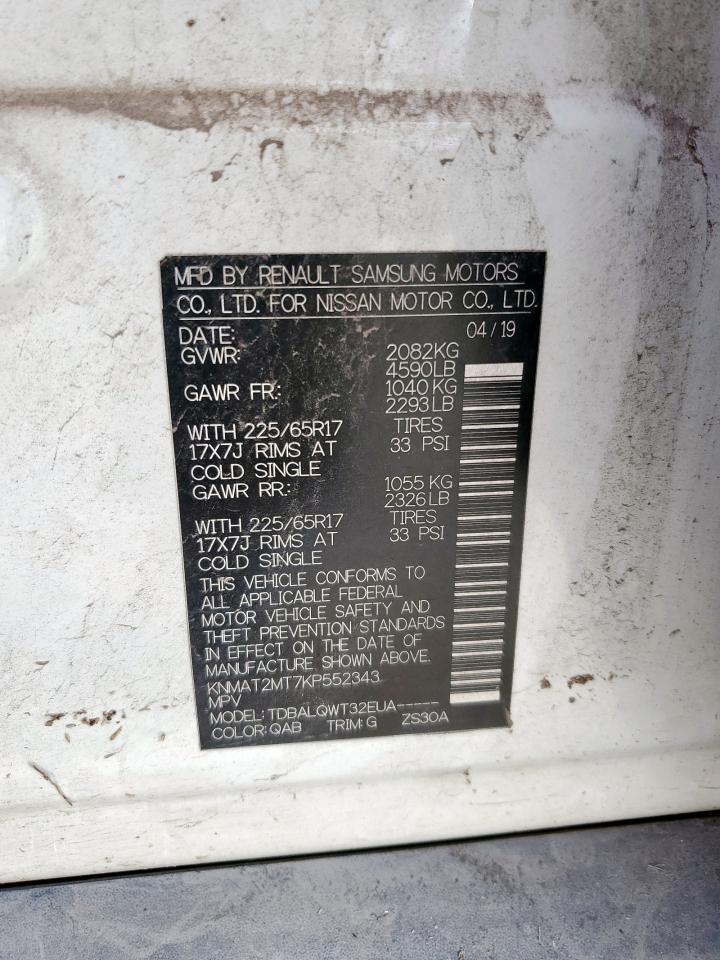 MFD BY RENAULT SAMSUNG MOTORS
CO., LTD. FOR NISSAN MOTOR CO., LTD.
DATE: 04/19
GVWR: 2082KG
4590LB
GAWR FR.: 1040 KG
2293 LB
WITH 225/65R17 TIRES
17X7J RIMS AT 33 PSI
COLD SINGLE
GAWR RR.: 1055 KG
2326 LB
WITH 225/65R17 TIRES
17X7J RIMS AT 33 PSI
COLD SINGLE
THIS VEHICLE CONFORMS TO
ALL APPLICABLE FEDERAL
MOTOR VEHICLE SAFETY AND
THEFT PREVENTION STANDARDS
IN EFFECT ON THE DATE OF
MANUFACTURE SHOWN ABOVE.
KNMAT2MT7KP552343
MPV
MODEL: TDBALQWT32EUA------
COLOR: QAB TRIM: G ZS30A